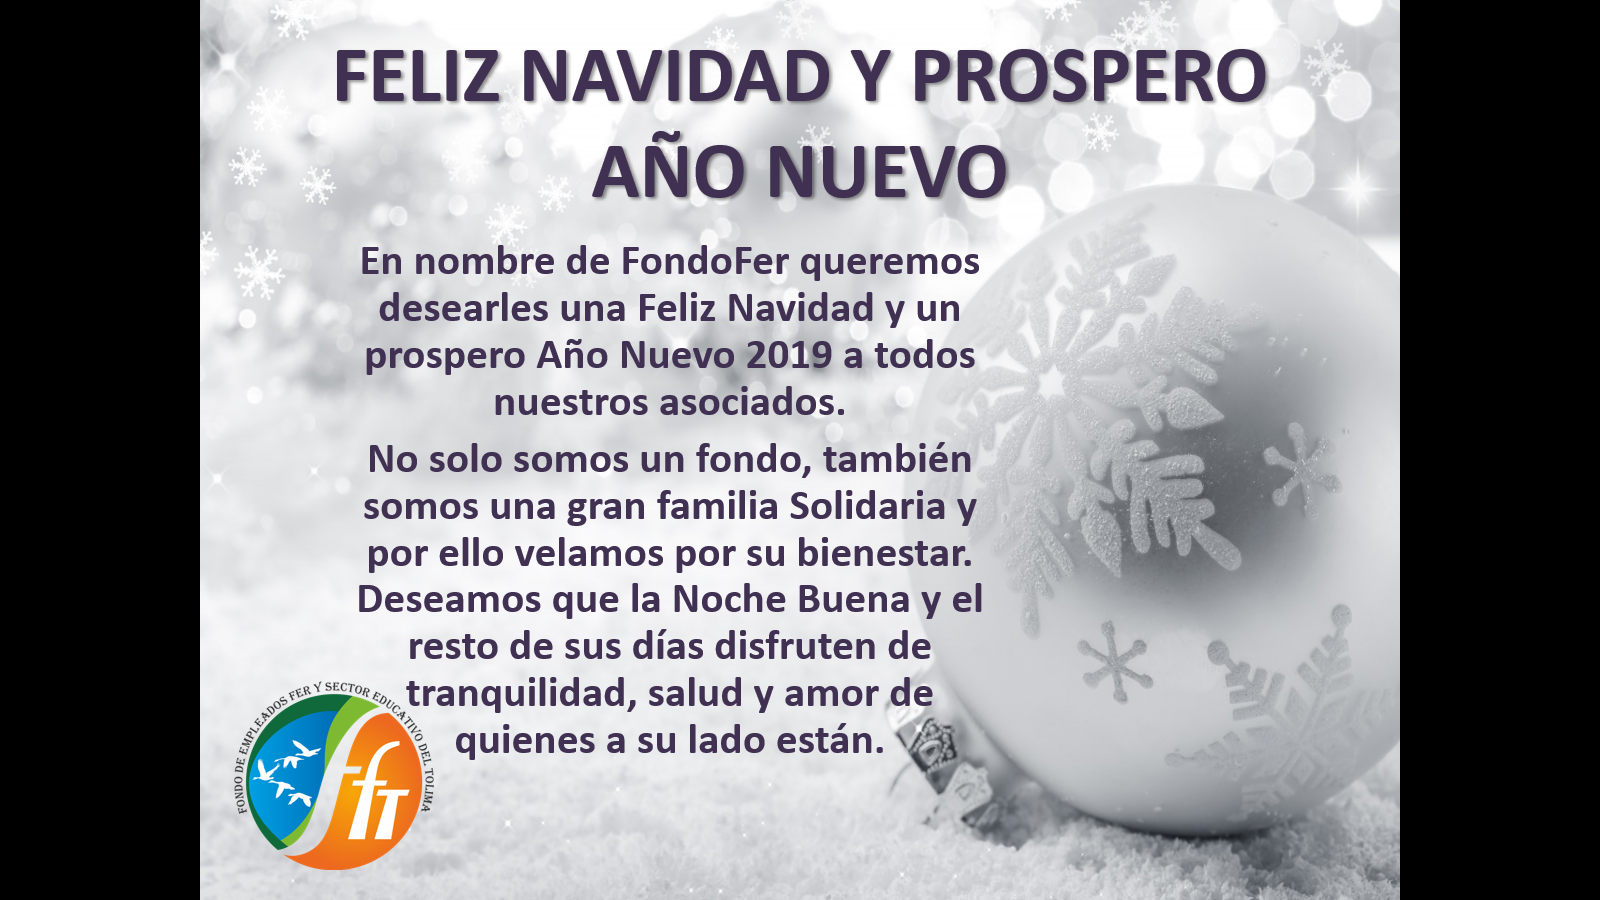 FELIZ NAVIDAD Y PROSPERO
AÑO NUEVO
En nombre de FondoFer queremos
desearles una Feliz Navidad y un
prospero Año Nuevo 2019 a todos
nuestros asociados.
No solo somos un fondo, también
somos una gran familia Solidaria y
por ello velamos por su bienestar.
Deseamos que la Noche Buena y el
resto de sus días disfruten de
tranquilidad, salud y amor de
quienes a su lado están.
FONDO DE EMPLEADOS FER Y SECTOR EDUCATIVO DEL TOLIMA
fft